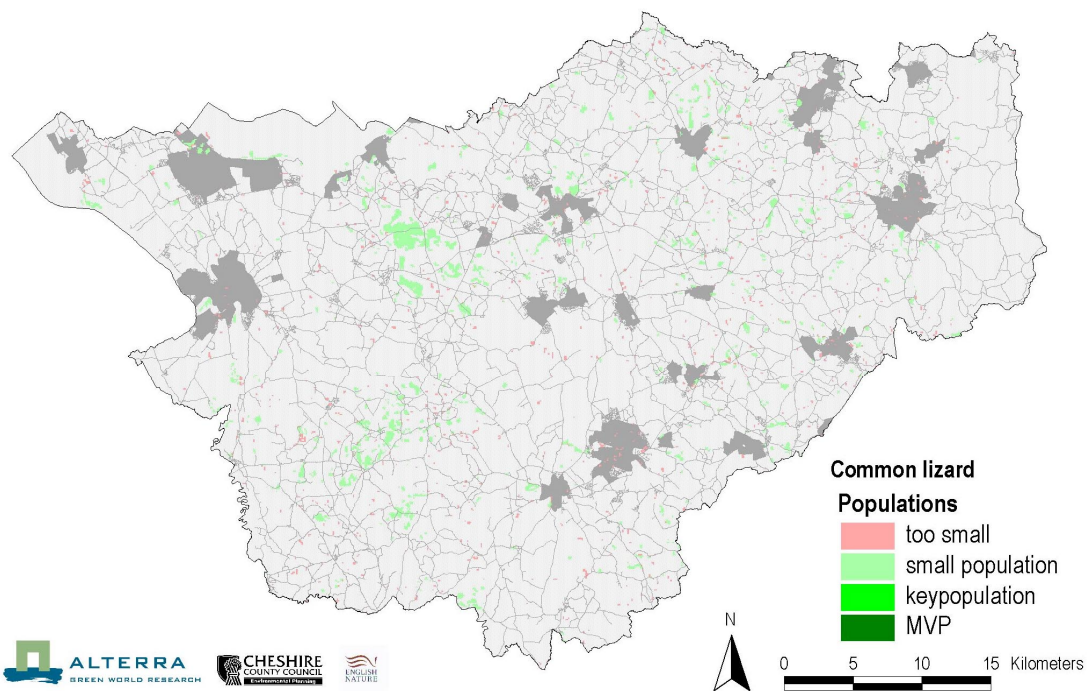 Common lizard
Populations
too small
small population
keypopulation
MVP
N
0 5 10 15 Kilometers
ALTERRA
GREEN WORLD RESEARCH
CHESHIRE
COUNTY COUNCIL
Environmental Planning
ENGLISH
NATURE